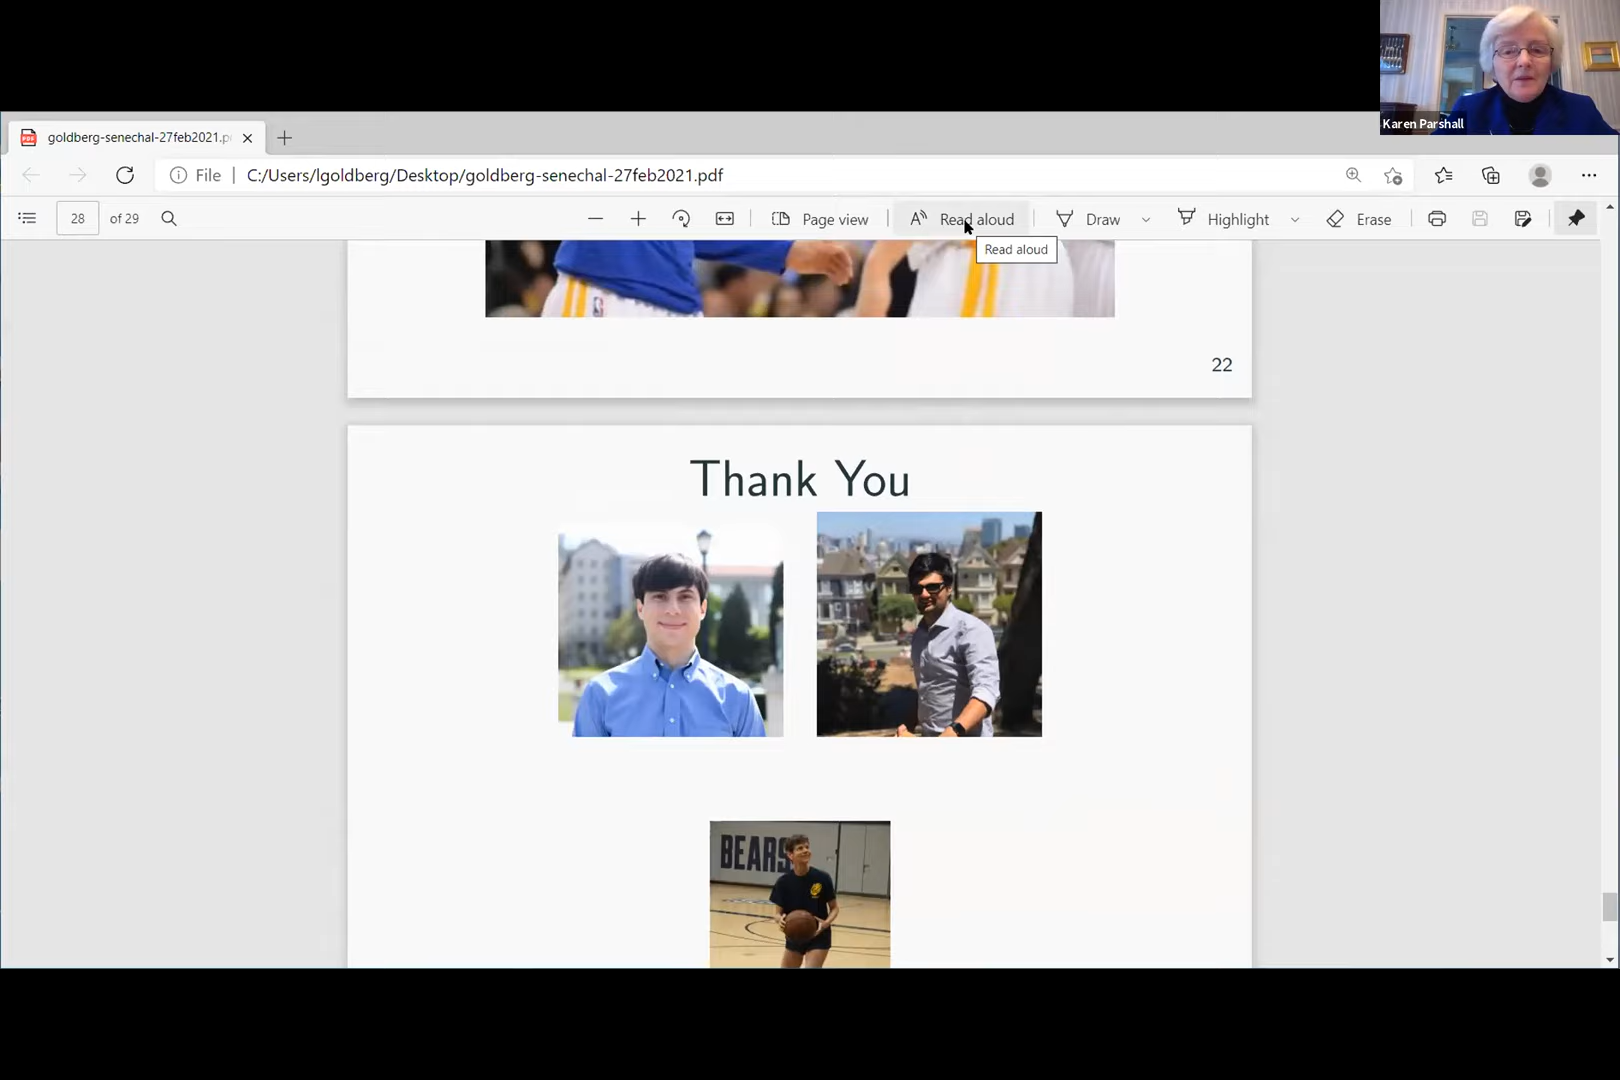 Karen Parshall
goldberg-senechal-27feb2021.p
File
C:/Users/lgoldberg/Desktop/goldberg-senechal-27feb2021.pdf
28 of 29
Page view
Read aloud
Draw
Highlight
Erase
Read aloud
22
Thank You
BEARS